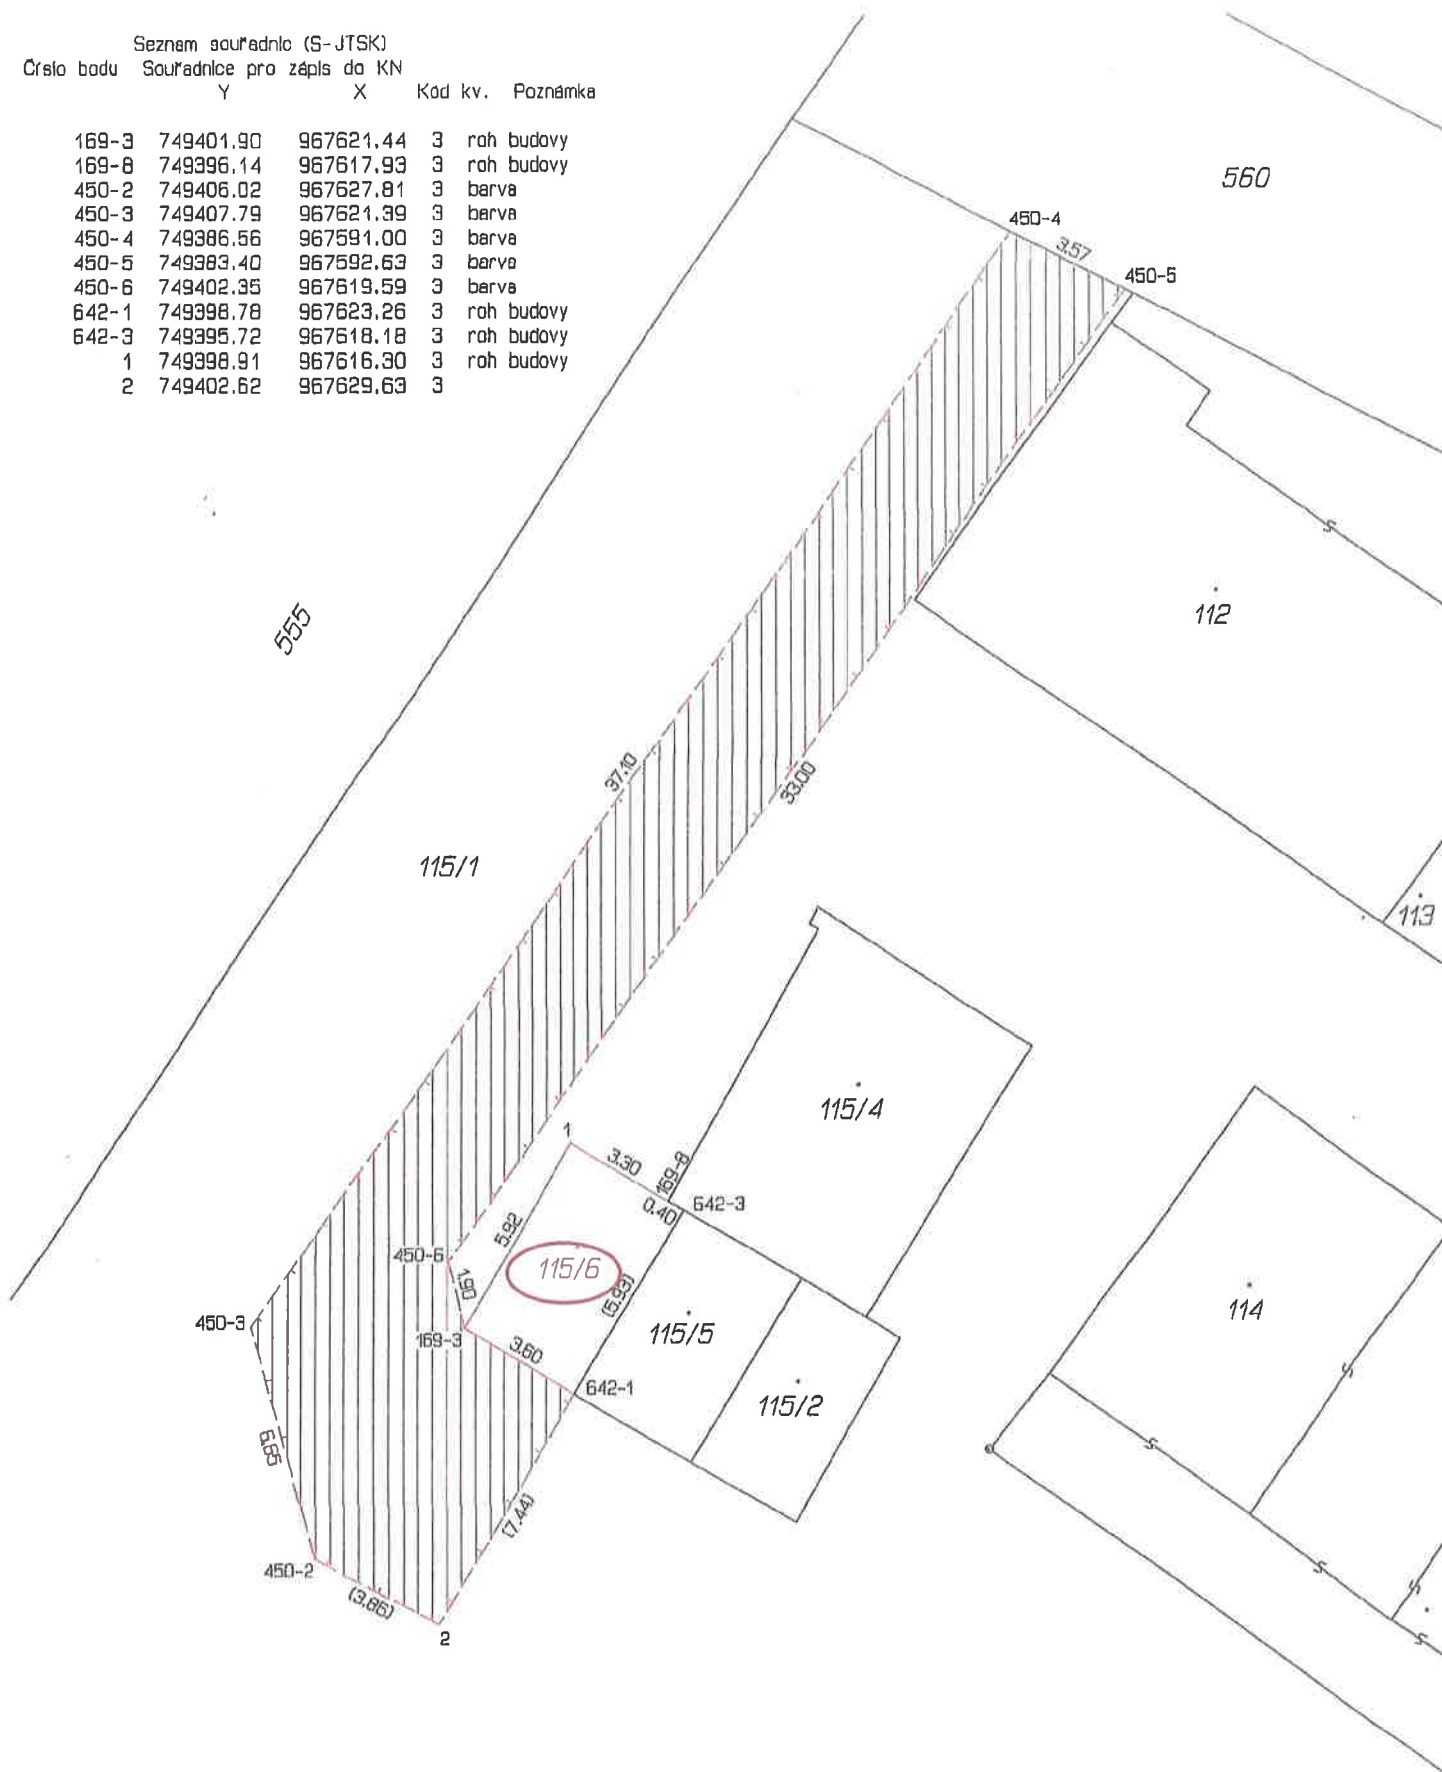 Seznam souřadnic (S-JTSK)
Číslo bodu Souřadnice pro zápis do KN
Y X Kód kv. Poznámka
169-3 749401.90 967621.44 3 roh budovy
169-8 749396.14 967617.93 3 roh budovy
450-2 749406.02 967627.81 3 barva
450-3 749407.79 967621.39 3 barva
450-4 749386.56 967591.00 3 barva
450-5 749383.40 967592.63 3 barva
450-6 749402.35 967619.59 3 barva
642-1 749398.78 967623.26 3 roh budovy
642-3 749395.72 967618.18 3 roh budovy
1 749398.91 967616.30 3 roh budovy
2 749402.62 967629.63 3
560
450-4
3.57
450-5
112
555
37.10
33.00
115/1
113
115/4
1
3.30
169-8
642-3
0.40
5.92
450-6
115/6
1.90
(5.93)
114
450-3
169-3
115/5
3.60
642-1
115/2
6.65
(7.44)
450-2
(3.86)
2